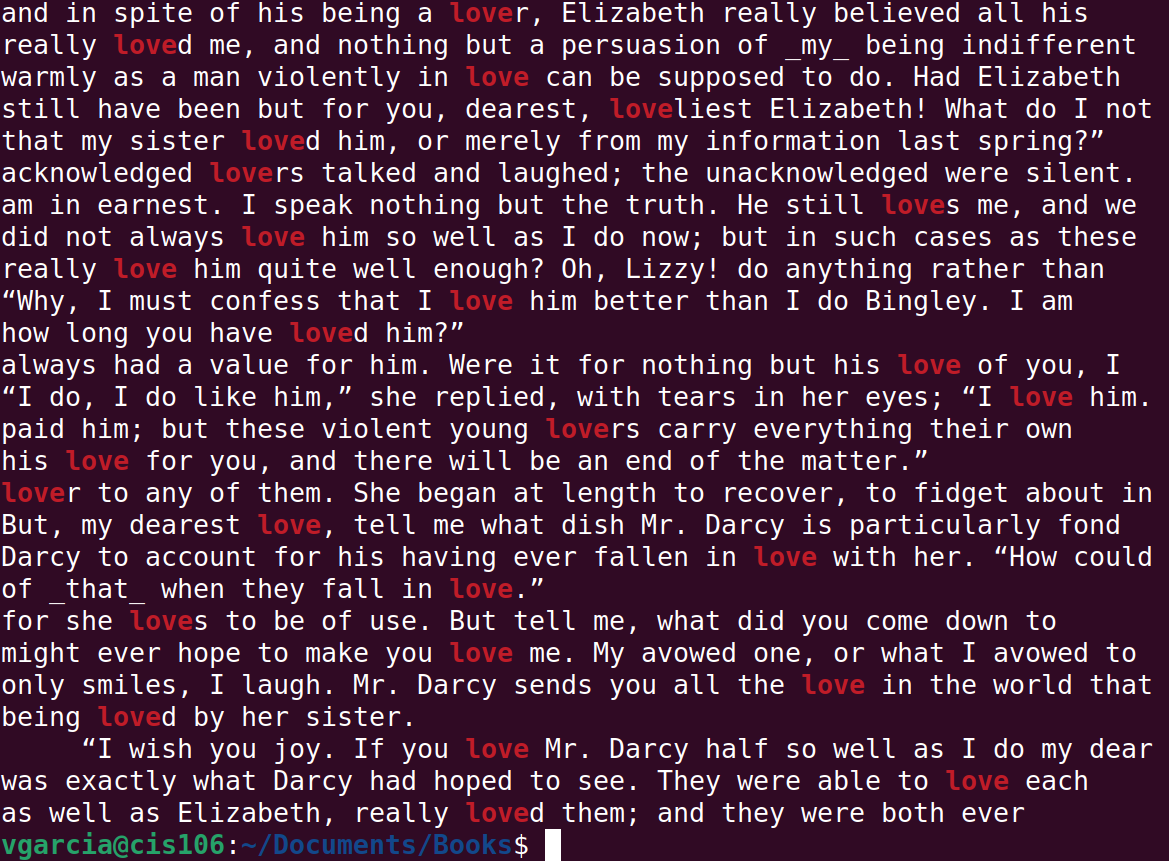 and in spite of his being a lover, Elizabeth really believed all his
really loved me, and nothing but a persuasion of _my_ being indifferent
warmly as a man violently in love can be supposed to do. Had Elizabeth
still have been but for you, dearest, loveliest Elizabeth! What do I not
that my sister loved him, or merely from my information last spring?”
acknowledged lovers talked and laughed; the unacknowledged were silent.
am in earnest. I speak nothing but the truth. He still loves me, and we
did not always love him so well as I do now; but in such cases as these
really love him quite well enough? Oh, Lizzy! do anything rather than
“Why, I must confess that I love him better than I do Bingley. I am
how long you have loved him?”
always had a value for him. Were it for nothing but his love of you, I
“I do, I do like him,” she replied, with tears in her eyes; “I love him.
paid him; but these violent young lovers carry everything their own
his love for you, and there will be an end of the matter.”
lover to any of them. She began at length to recover, to fidget about in
But, my dearest love, tell me what dish Mr. Darcy is particularly fond
Darcy to account for his having ever fallen in love with her. “How could
of _that_ when they fall in love.”
for she loves to be of use. But tell me, what did you come down to
might ever hope to make you love me. My avowed one, or what I avowed to
only smiles, I laugh. Mr. Darcy sends you all the love in the world that
being loved by her sister.
     “I wish you joy. If you love Mr. Darcy half so well as I do my dear
was exactly what Darcy had hoped to see. They were able to love each
as well as Elizabeth, really loved them; and they were both ever
vgarcia@cis106:~/Documents/Books$